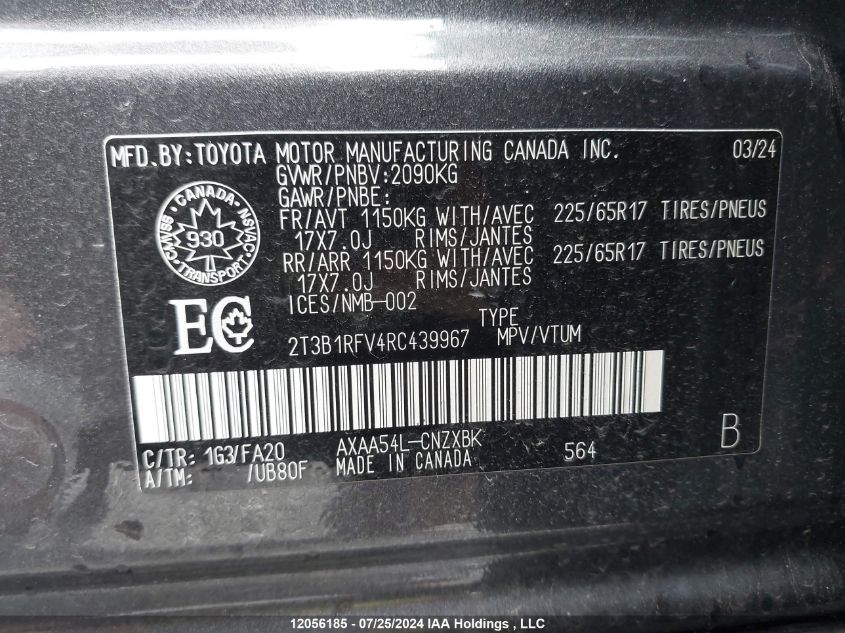 MFD.BY:TOYOTA MOTOR MANUFACTURING CANADA INC. 03/24
GVWR/PNBV:2090KG
GAWR/PNBE:
FR/AVT 1150KG WITH/AVEC 225/65R17 TIRES/PNEUS
17X7.0J RIMS/JANTES
RR/ARR 1150KG WITH/AVEC 225/65R17 TIRES/PNEUS
17X7.0J RIMS/JANTES
ICES/NMB-002
CANADA
CMVSS 930 NSVAC
TRANSPORT
EC
TYPE
2T3B1RFV4RC439967 MPV/VTUM
C/TR: 1G3/FA20 AXAA54L-CNZXBK 564 B
A/TM: /UB80F MADE IN CANADA
12056185 - 07/25/2024 IAA Holdings , LLC